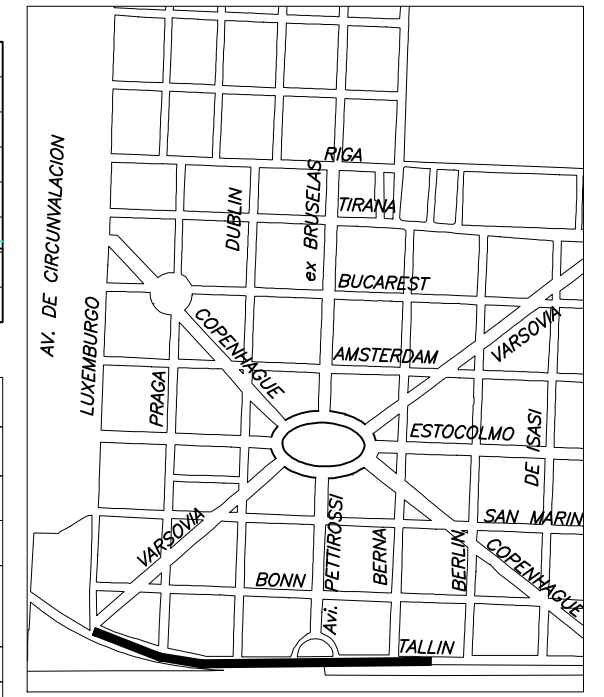 RIGA
TIRANA
DUBLIN
ex BRUSELAS
AV. DE CIRCUNVALACION
BUCAREST
LUXEMBURGO
COPENHAGUE
VARSOVIA
AMSTERDAM
PRAGA
ESTOCOLMO
DE ISASI
SAN MARIN
VARSOVIA
Avi. PETTIROSSI
BERNA
BERLIN
COPENHAGUE
BONN
TALLIN